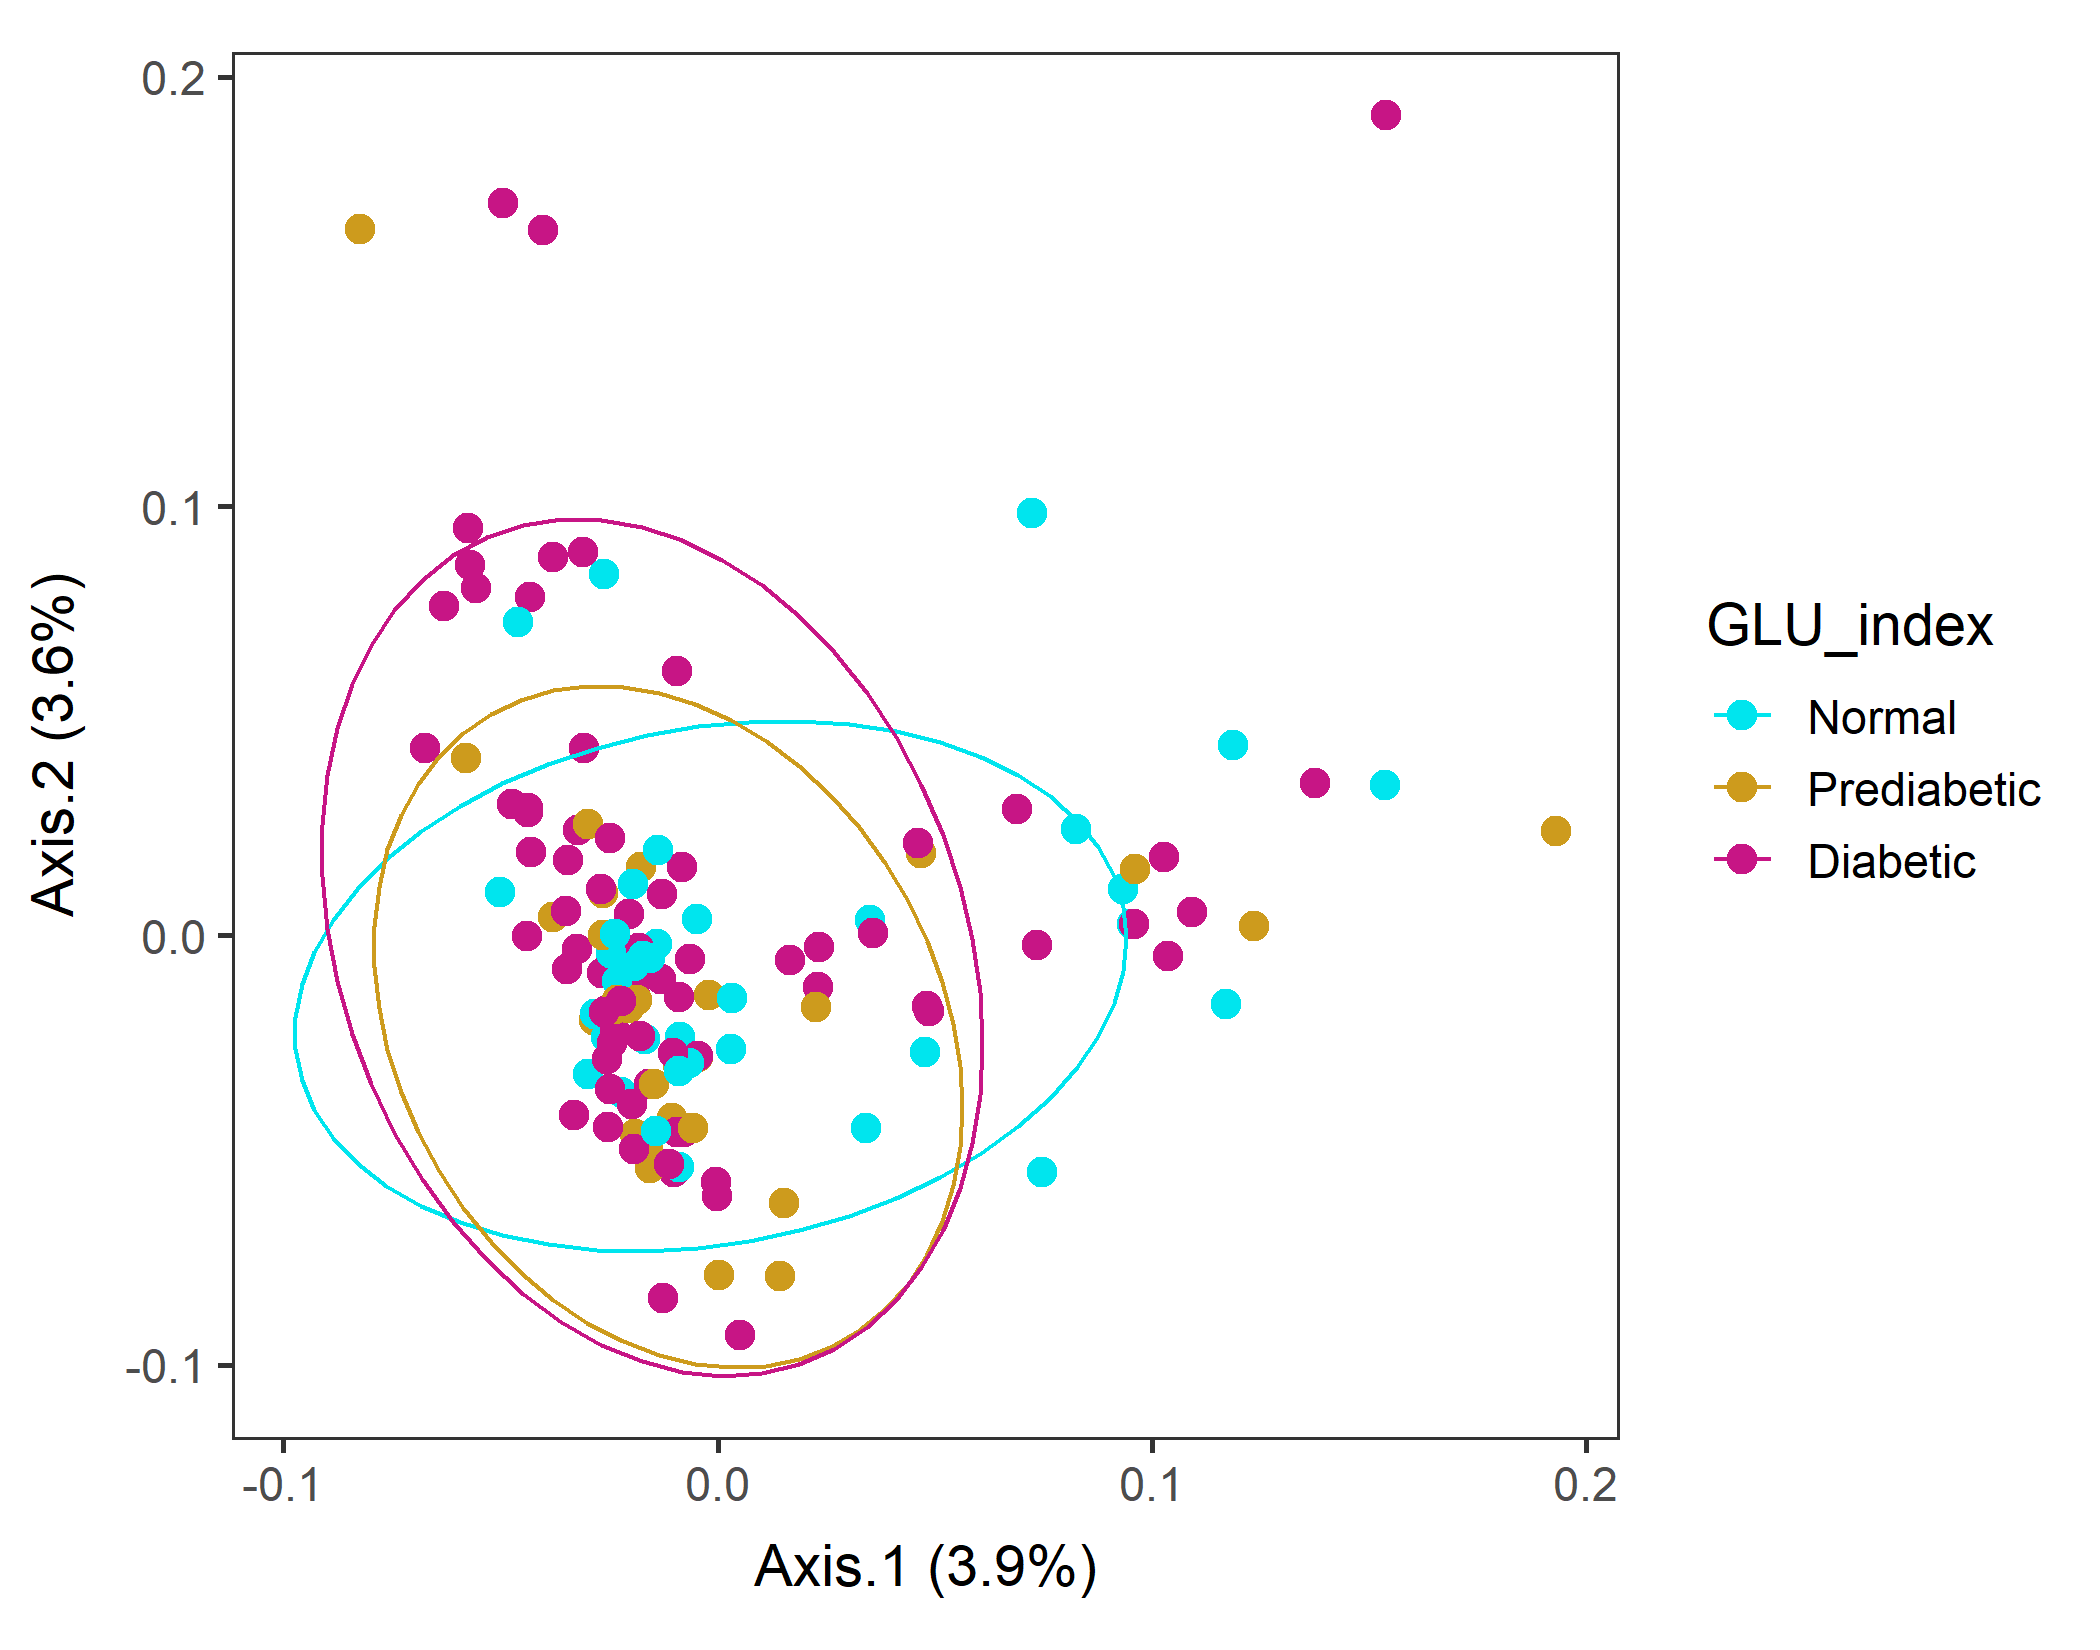 0.2
0.1
0.0
-0.1
-0.1
0.0
0.1
0.2
Axis.1 (3.9%)
Axis.2 (3.6%)
GLU_index
Normal
Prediabetic
Diabetic